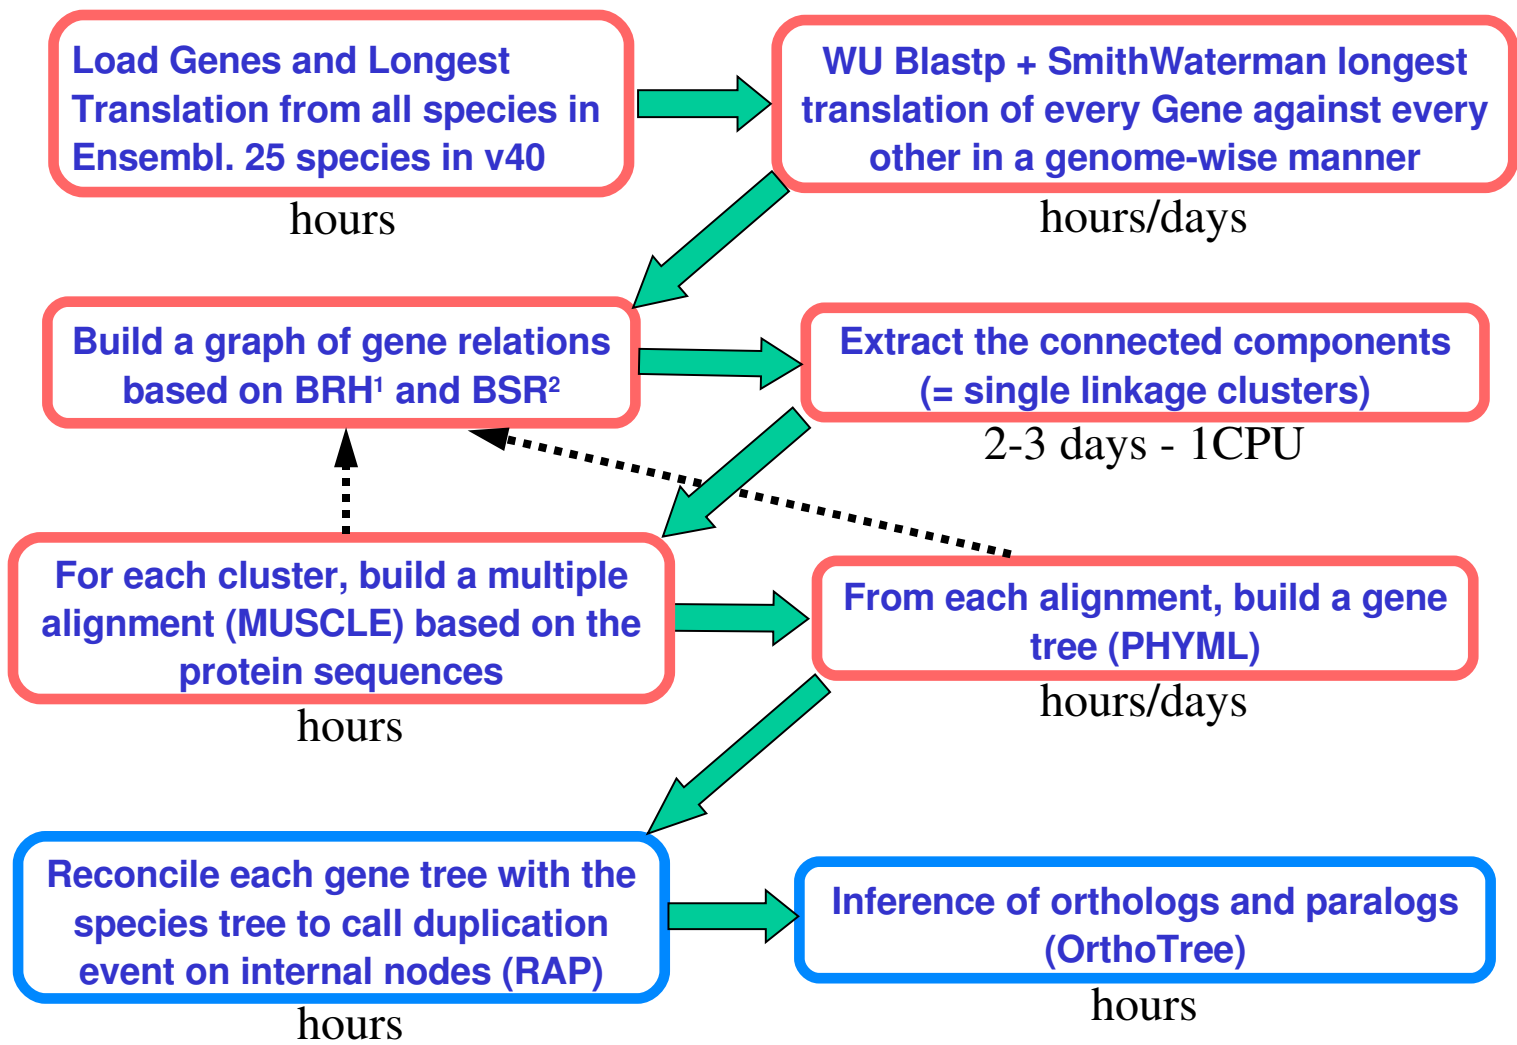 Load Genes and Longest
Translation from all species in
Ensembl. 25 species in v40
hours
WU Blastp + SmithWaterman longest
translation of every Gene against every
other in a genome-wise manner
hours/days
Build a graph of gene relations
based on BRH¹ and BSR²
Extract the connected components
(= single linkage clusters)
2-3 days - 1CPU
For each cluster, build a multiple
alignment (MUSCLE) based on the
protein sequences
hours
From each alignment, build a gene
tree (PHYML)
hours/days
Reconcile each gene tree with the
species tree to call duplication
event on internal nodes (RAP)
hours
Inference of orthologs and paralogs
(OrthoTree)
hours